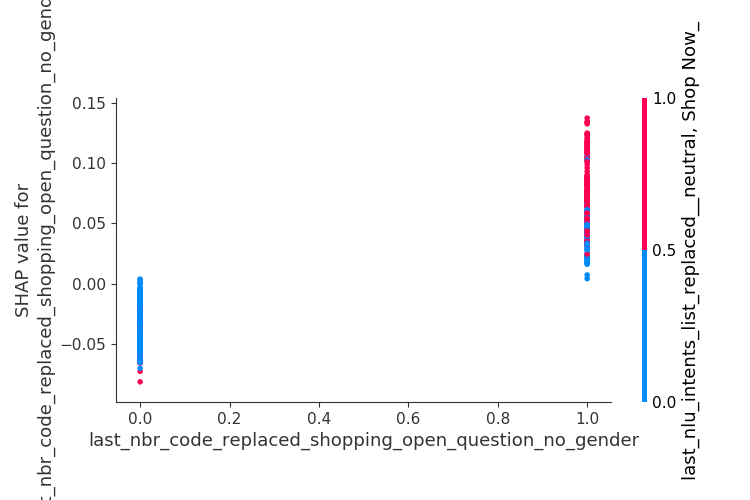 SHAP value for
t_nbr_code_replaced_shopping_open_question_no_gend
0.15
0.10
0.05
0.00
−0.05
0.0 0.2 0.4 0.6 0.8 1.0
last_nbr_code_replaced_shopping_open_question_no_gender
1.0
0.5
0.0
last_nlu_intents_list_replaced__neutral, Shop Now_